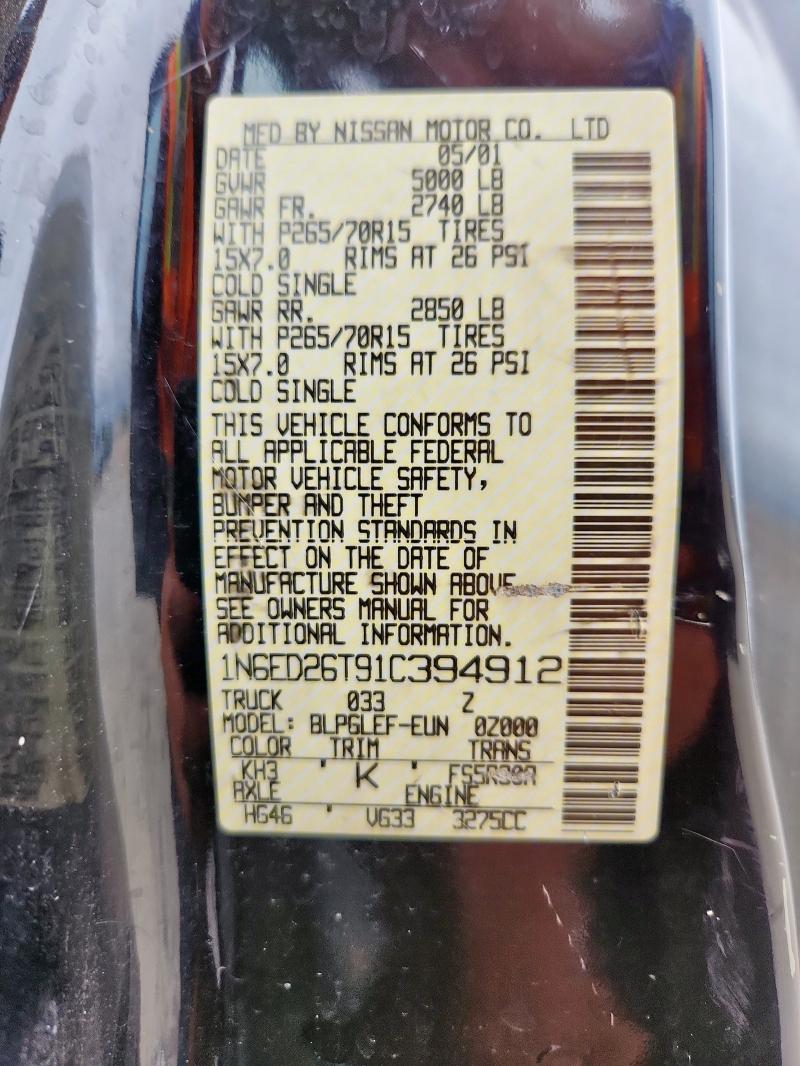 MFD BY NISSAN MOTOR CO. LTD
DATE 05/01
GVWR 5000 LB
GAWR FR. 2740 LB
WITH P265/70R15 TIRES
15X7.0 RIMS AT 26 PSI
COLD SINGLE
GAWR RR. 2850 LB
WITH P265/70R15 TIRES
15X7.0 RIMS AT 26 PSI
COLD SINGLE
THIS VEHICLE CONFORMS TO
ALL APPLICABLE FEDERAL
MOTOR VEHICLE SAFETY,
BUMPER AND THEFT
PREVENTION STANDARDS IN
EFFECT ON THE DATE OF
MANUFACTURE SHOWN ABOVE
SEE OWNERS MANUAL FOR
ADDITIONAL INFORMATION.
1N6ED26T91C394912
TRUCK 033 Z
MODEL: BLPGLEF-EUN 0Z000
COLOR TRIM TRANS
KH3 ' K '
AXLE ENGINE
HG46 ' VG33 3275CC